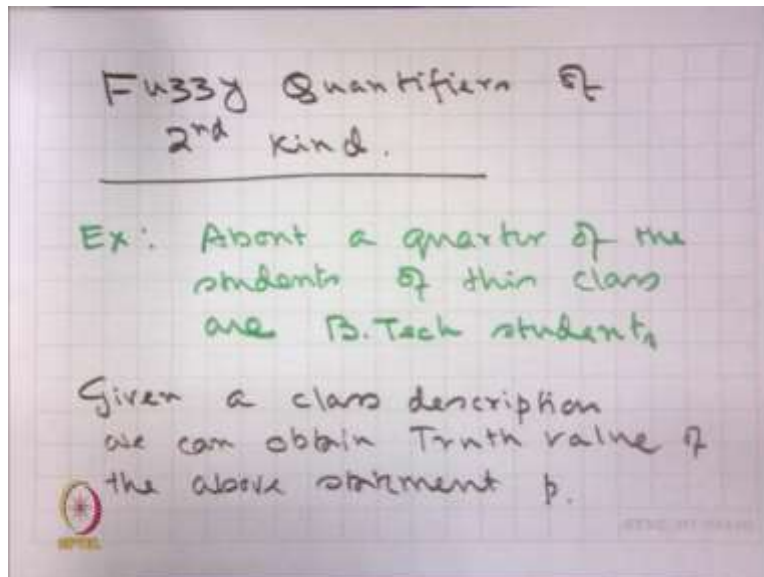 Fuzzy Quantifiers of
2nd kind.
Ex: About a quarter of the
students of this class
are B.Tech students
Given a class description
we can obtain Truth value of
the above statement p.
NPTEL